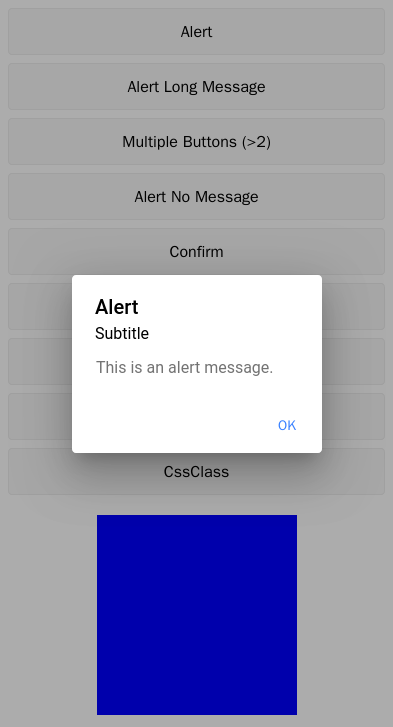 Alert
Alert Long Message
Multiple Buttons (>2)
Alert No Message
Confirm
Alert
Subtitle
This is an alert message.
OK
CssClass